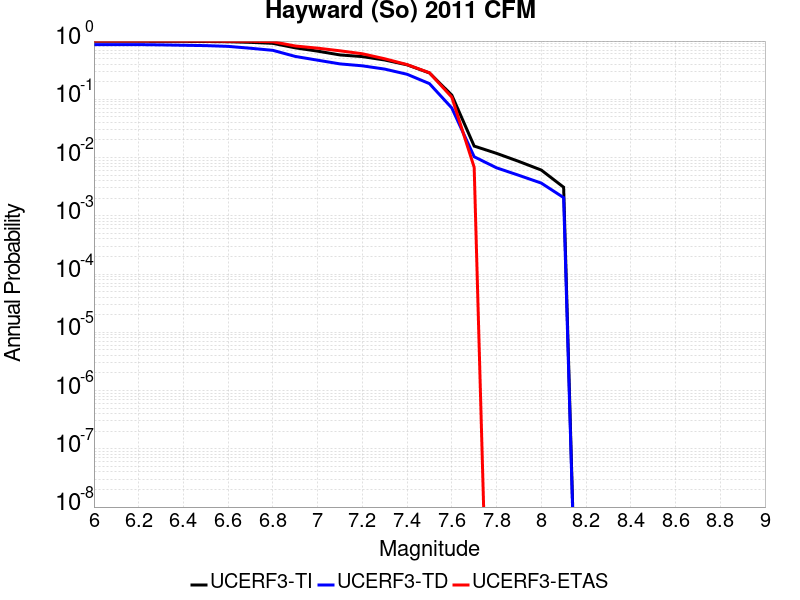 Hayward (So) 2011 CFM
10^0
10^-1
10^-2
10^-3
10^-4
10^-5
10^-6
10^-7
10^-8
Annual Probability
6 6.2 6.4 6.6 6.8 7 7.2 7.4 7.6 7.8 8 8.2 8.4 8.6 8.8 9
Magnitude
UCERF3-TI UCERF3-TD UCERF3-ETAS